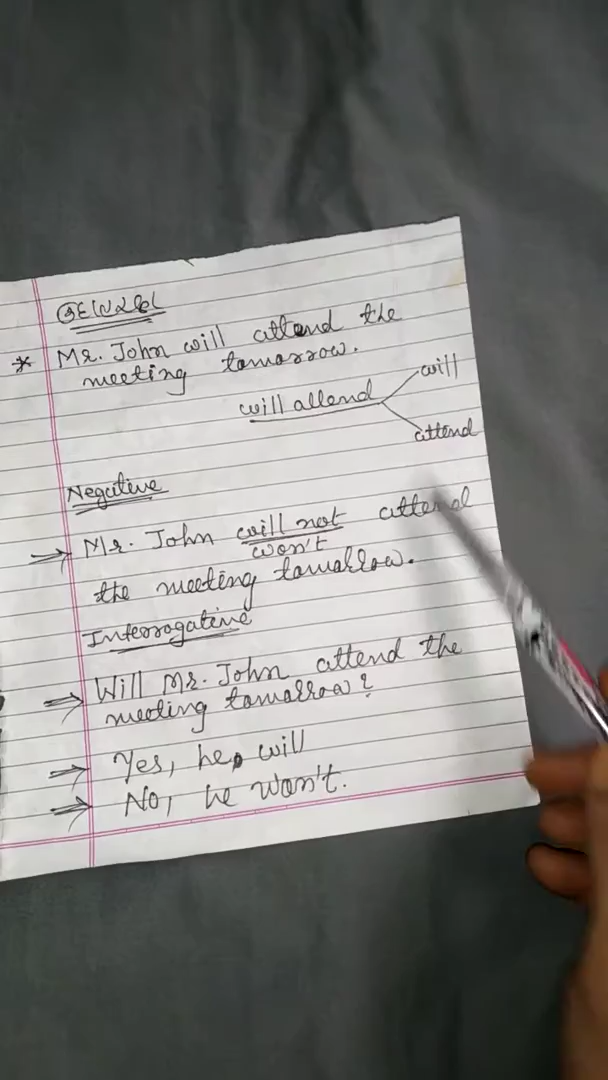 * Mr. John will attend the
meeting tomorrow.
will attend
will
attend
Negative
→ Mr. John will not attend
won't
the meeting tomorrow.
Interrogative
⇒ Will Mr. John attend the
meeting tomorrow?
⇒ Yes, he will
⇒ No, he won't.